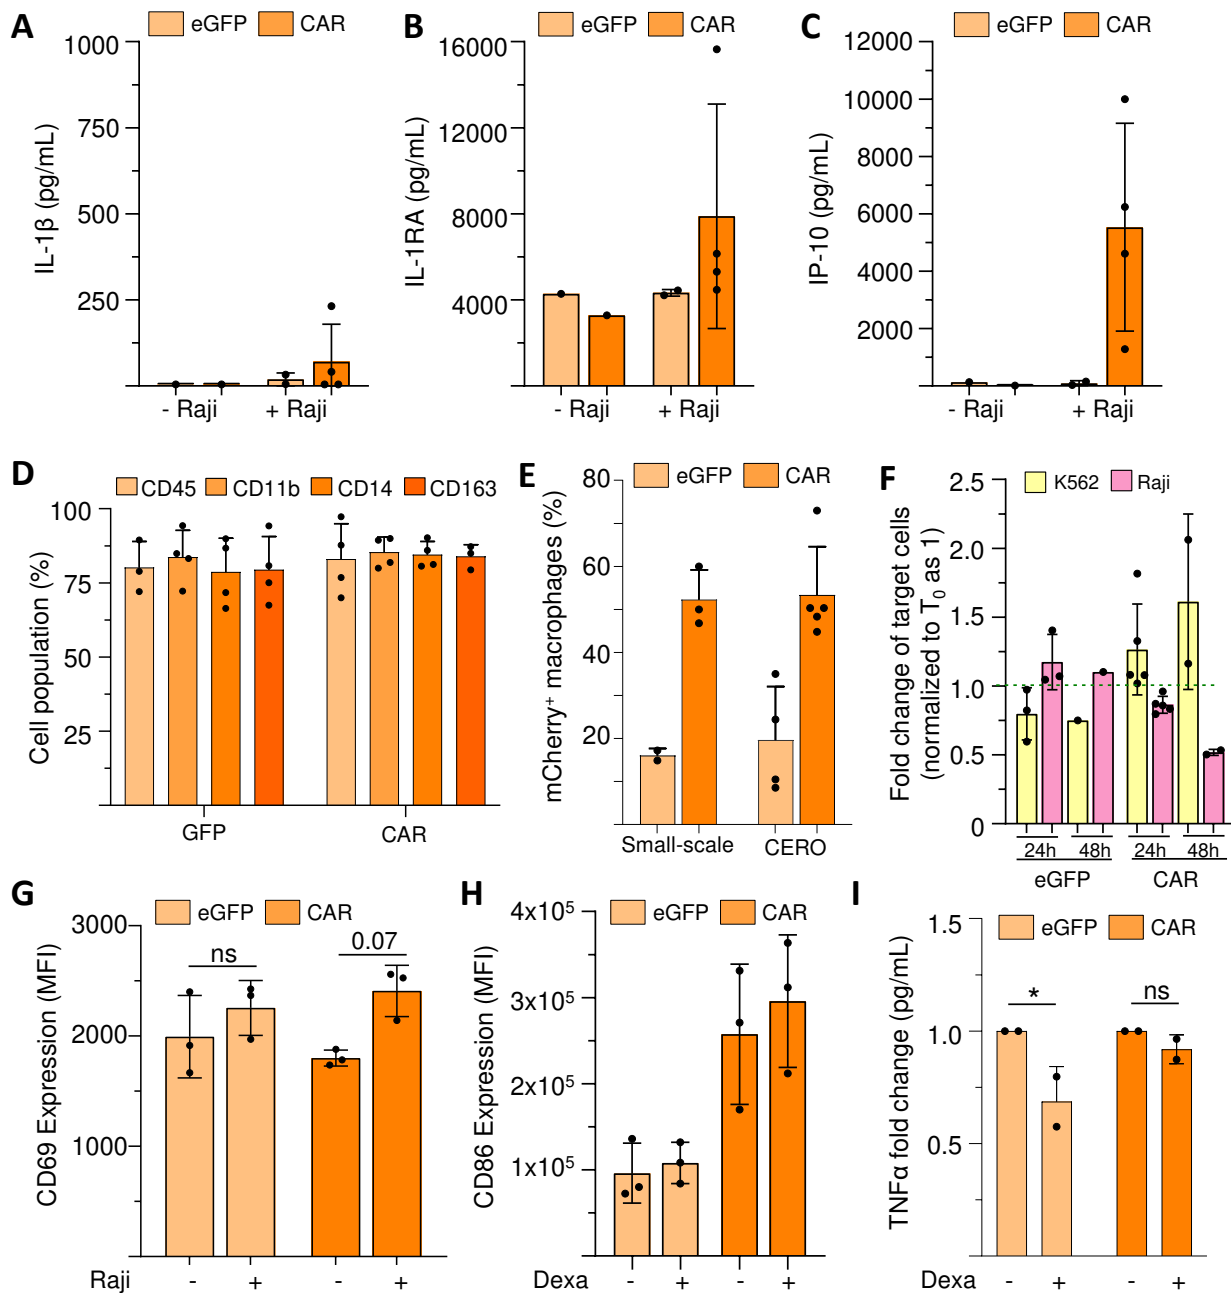 A
eGFP CAR
1000
750
500
250
IL-1β (pg/mL)
- Raji + Raji
B
eGFP CAR
16000
12000
8000
4000
IL-1RA (pg/mL)
- Raji + Raji
C
eGFP CAR
12000
10000
8000
6000
4000
2000
IP-10 (pg/mL)
- Raji + Raji
D
CD45 CD11b CD14 CD163
100
75
50
25
Cell population (%)
GFP CAR
E
eGFP CAR
80
60
40
20
mCherry⁺ macrophages (%)
Small-scale CERO
F
K562 Raji
2.5
2.0
1.5
1.0
0.5
0
Fold change of target cells
(normalized to T₀ as 1)
24h 48h 24h 48h
eGFP CAR
G
eGFP CAR
3000
2000
1000
CD69 Expression (MFI)
ns 0.07
Raji - + - +
H
eGFP CAR
4x10⁵
3x10⁵
2x10⁵
1x10⁵
CD86 Expression (MFI)
Dexa - + - +
I
eGFP CAR
1.5
1.0
0.5
TNFα fold change (pg/mL)
* ns
Dexa - + - +